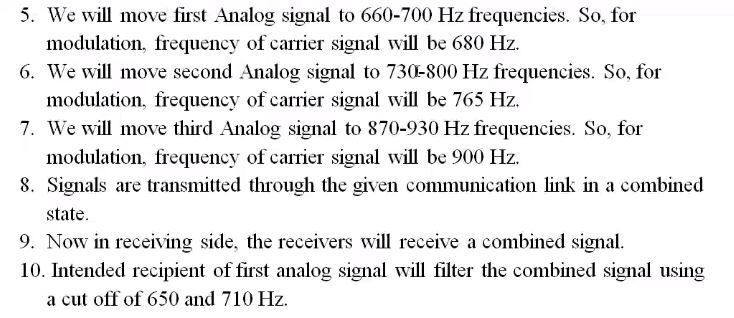 5. We will move first Analog signal to 660-700 Hz frequencies. So, for
modulation, frequency of carrier signal will be 680 Hz.
6. We will move second Analog signal to 730-800 Hz frequencies. So, for
modulation, frequency of carrier signal will be 765 Hz.
7. We will move third Analog signal to 870-930 Hz frequencies. So, for
modulation, frequency of carrier signal will be 900 Hz.
8. Signals are transmitted through the given communication link in a combined
state.
9. Now in receiving side, the receivers will receive a combined signal.
10. Intended recipient of first analog signal will filter the combined signal using
a cut off of 650 and 710 Hz.